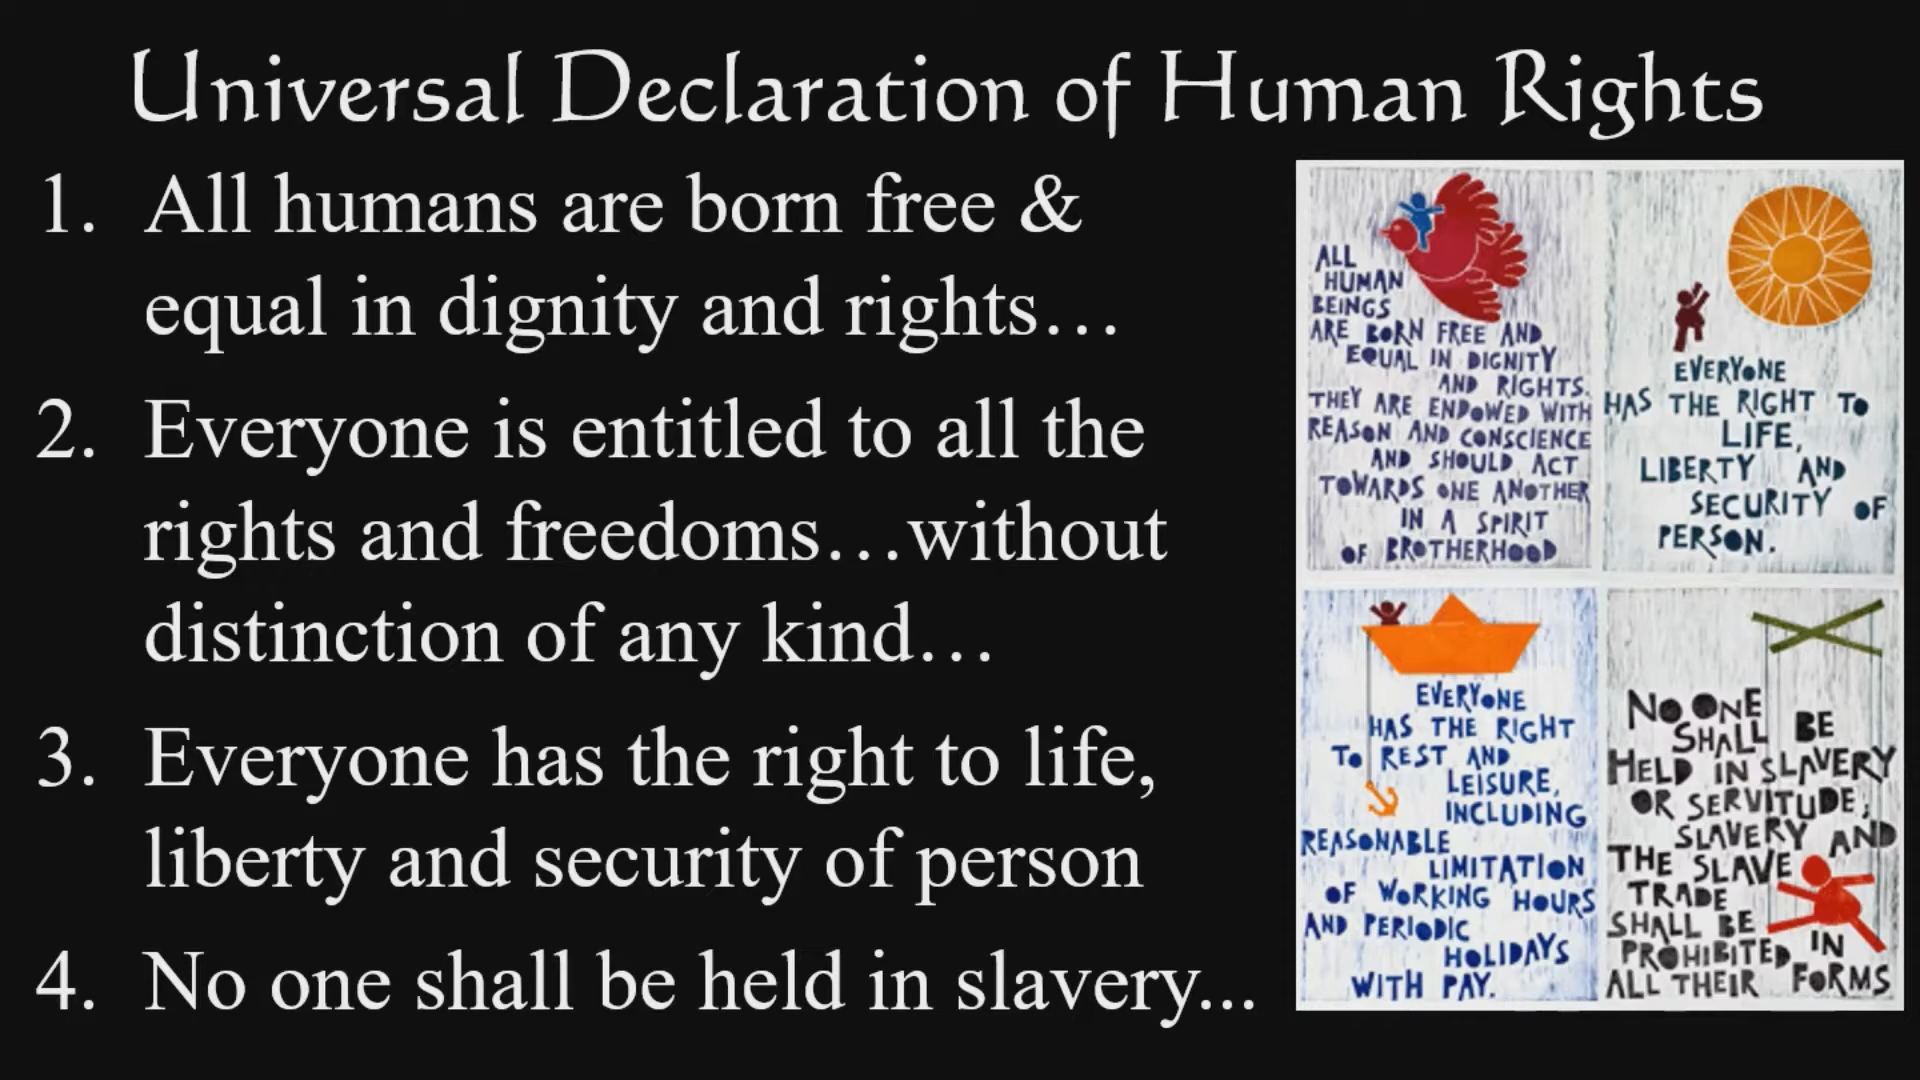 Universal Declaration of Human Rights
1. All humans are born free &
equal in dignity and rights…
2. Everyone is entitled to all the
rights and freedoms…without
distinction of any kind…
3. Everyone has the right to life,
liberty and security of person
4. No one shall be held in slavery...
ALL
HUMAN
BEINGS
ARE BORN FREE AND
EQUAL IN DIGNITY
AND RIGHTS.
THEY ARE ENDOWED WITH
REASON AND CONSCIENCE
AND SHOULD ACT
TOWARDS ONE ANOTHER
IN A SPIRIT
OF BROTHERHOOD
EVERYONE
HAS THE RIGHT TO
LIFE,
LIBERTY AND
SECURITY OF
PERSON.
EVERYONE
HAS THE RIGHT
TO REST AND
LEISURE,
INCLUDING
REASONABLE
LIMITATION
OF WORKING HOURS
AND PERIODIC
HOLIDAYS
WITH PAY.
NO ONE
SHALL BE
HELD IN SLAVERY
OR SERVITUDE;
SLAVERY AND
THE SLAVE
TRADE
SHALL BE
PROHIBITED IN
ALL THEIR FORMS